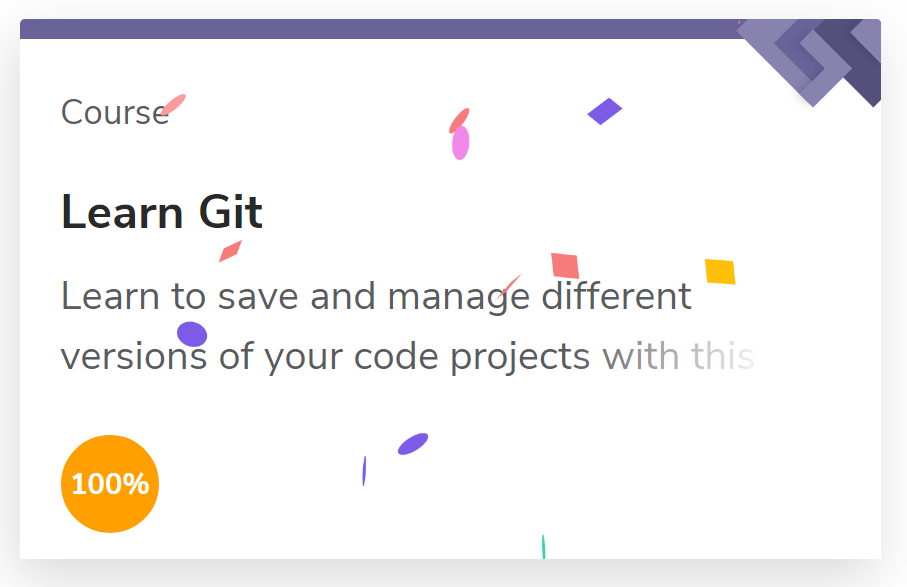 Course
Learn Git
Learn to save and manage different
versions of your code projects with this
100%